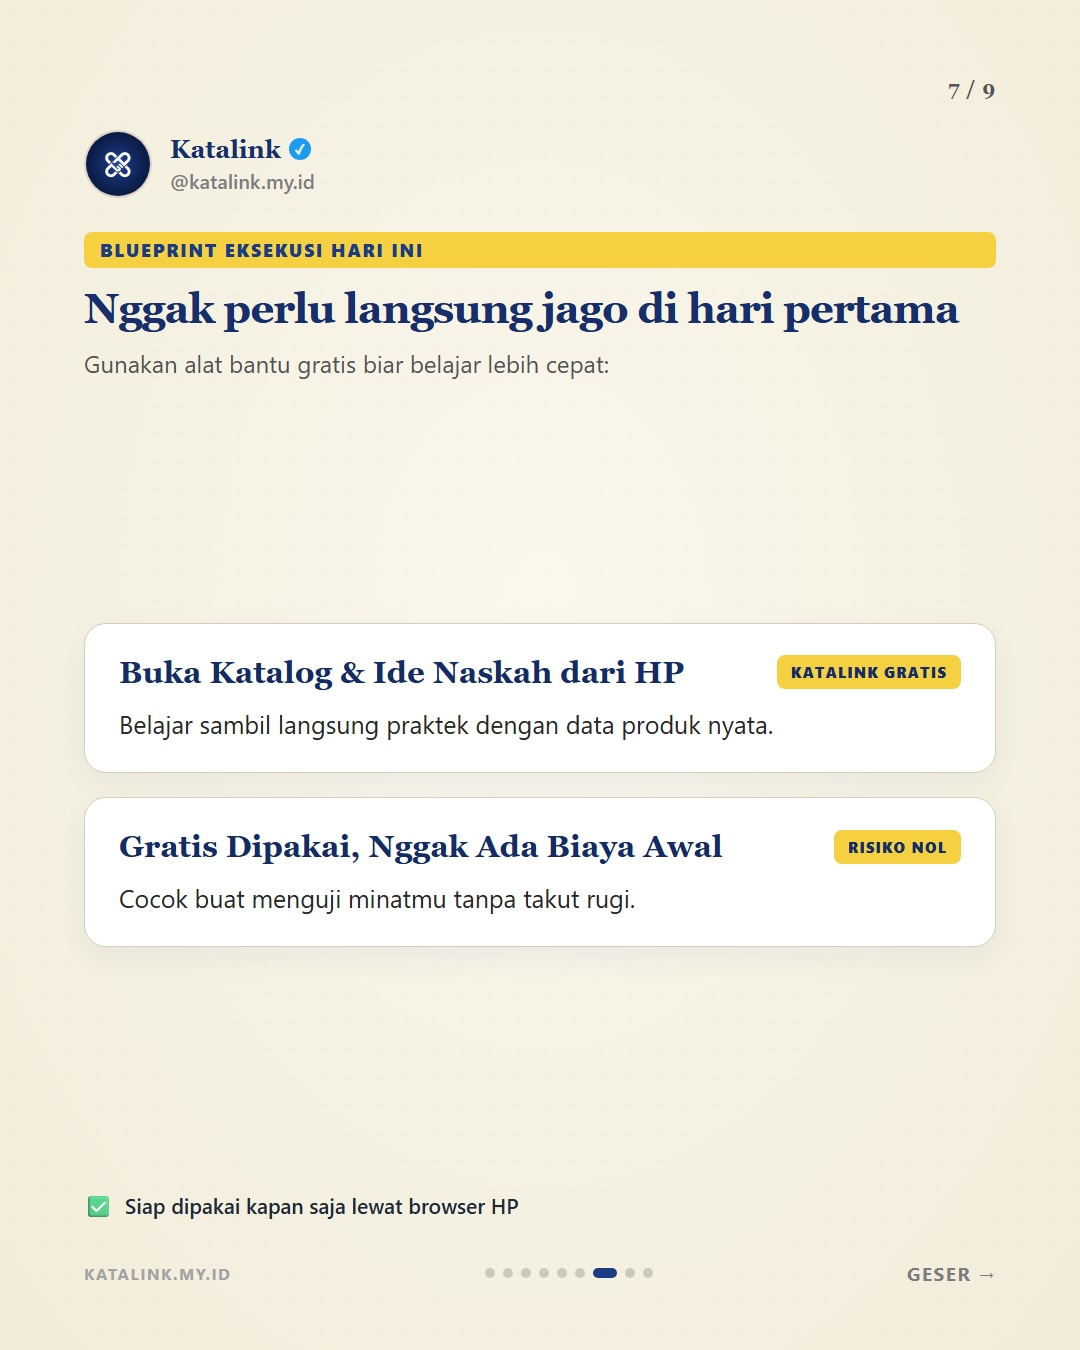 7 / 9
Katalink
@katalink.my.id
BLUEPRINT EKSEKUSI HARI INI
Nggak perlu langsung jago di hari pertama
Gunakan alat bantu gratis biar belajar lebih cepat:
Buka Katalog & Ide Naskah dari HP
KATALINK GRATIS
Belajar sambil langsung praktek dengan data produk nyata.
Gratis Dipakai, Nggak Ada Biaya Awal
RISIKO NOL
Cocok buat menguji minatmu tanpa takut rugi.
✅ Siap dipakai kapan saja lewat browser HP
KATALINK.MY.ID
GESER →